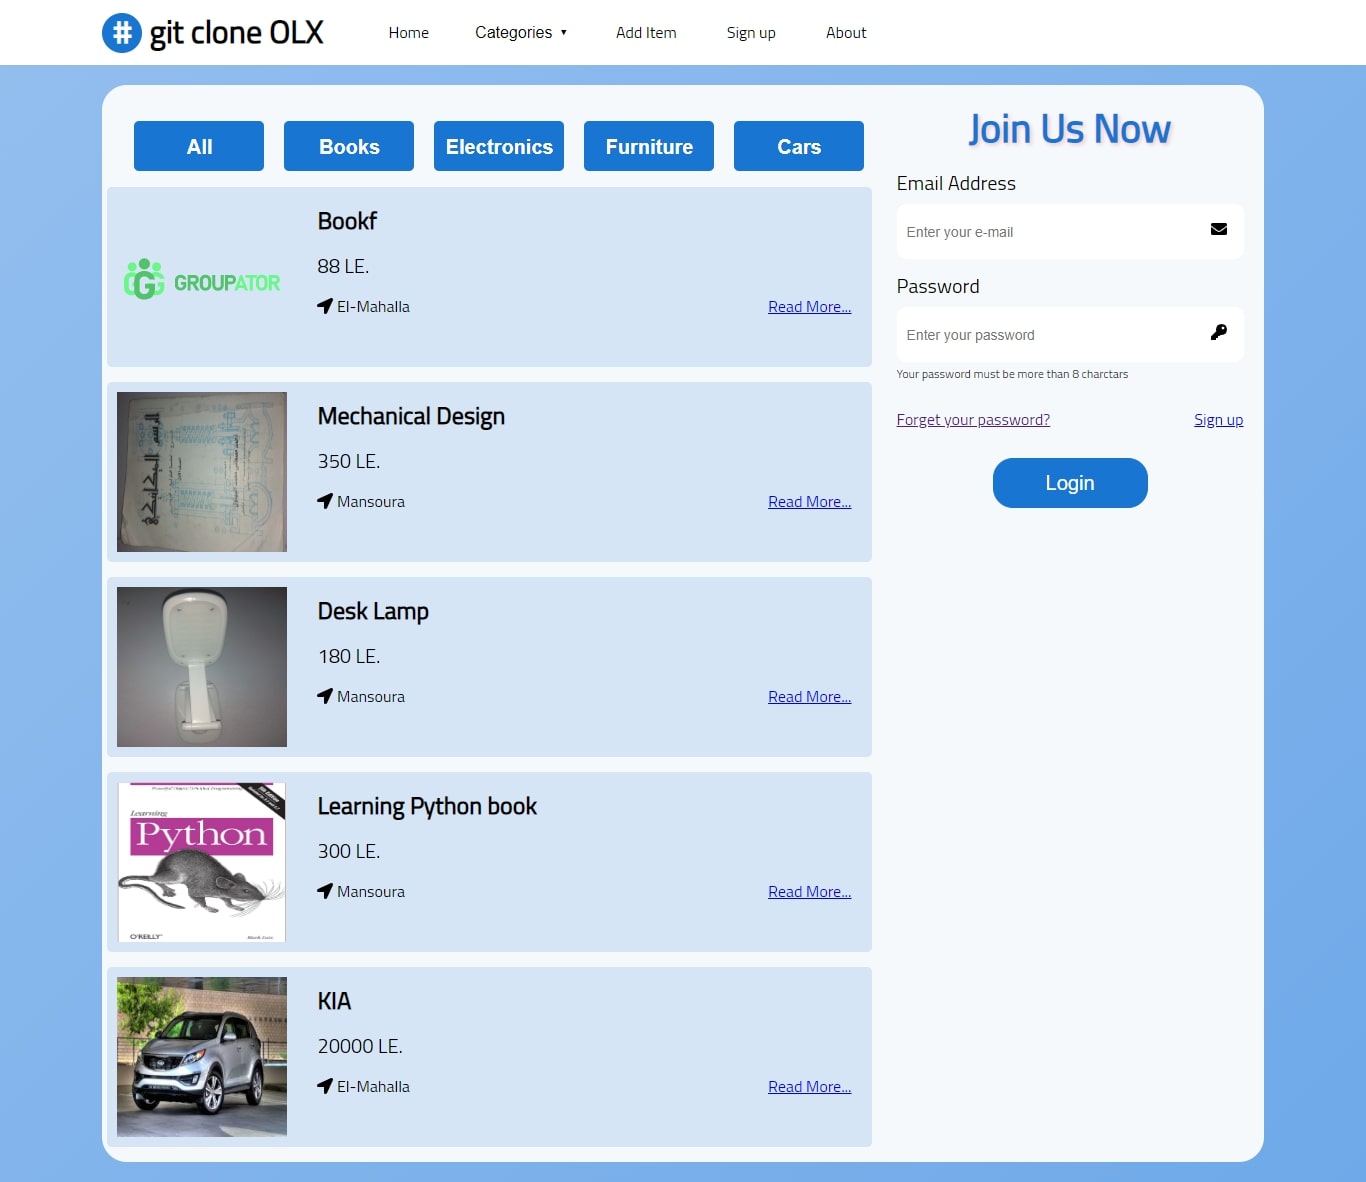 # git clone OLX
Home
Categories ▼
Add Item
Sign up
About
All
Books
Electronics
Furniture
Cars
GROUPATOR
Bookf
88 LE.
El-Mahalla
Read More...
Mechanical Design
350 LE.
Mansoura
Read More...
Desk Lamp
180 LE.
Mansoura
Read More...
Learning
Python
O'REILLY
Learning Python book
300 LE.
Mansoura
Read More...
KIA
20000 LE.
El-Mahalla
Read More...
Join Us Now
Email Address
Enter your e-mail
Password
Enter your password
Your password must be more than 8 charctars
Forget your password?
Sign up
Login